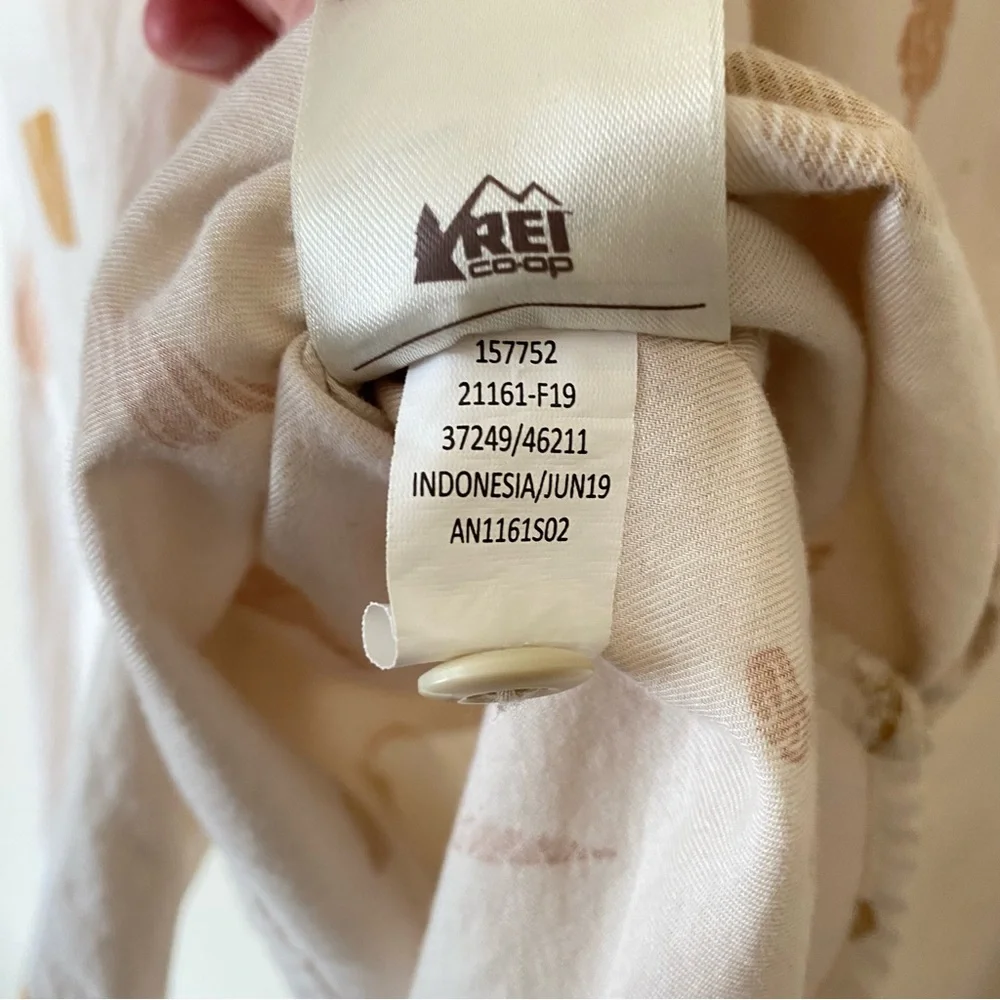 REI
co·op
157752
21161-F19
37249/46211
INDONESIA/JUN19
AN1161S02